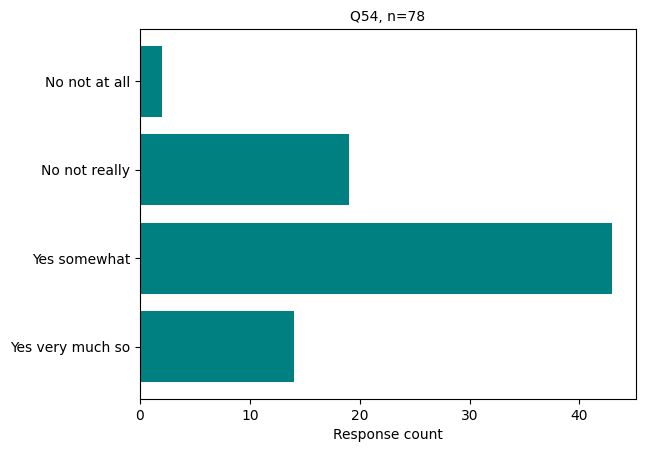 Q54, n=78
No not at all
No not really
Yes somewhat
Yes very much so
0 10 20 30 40
Response count